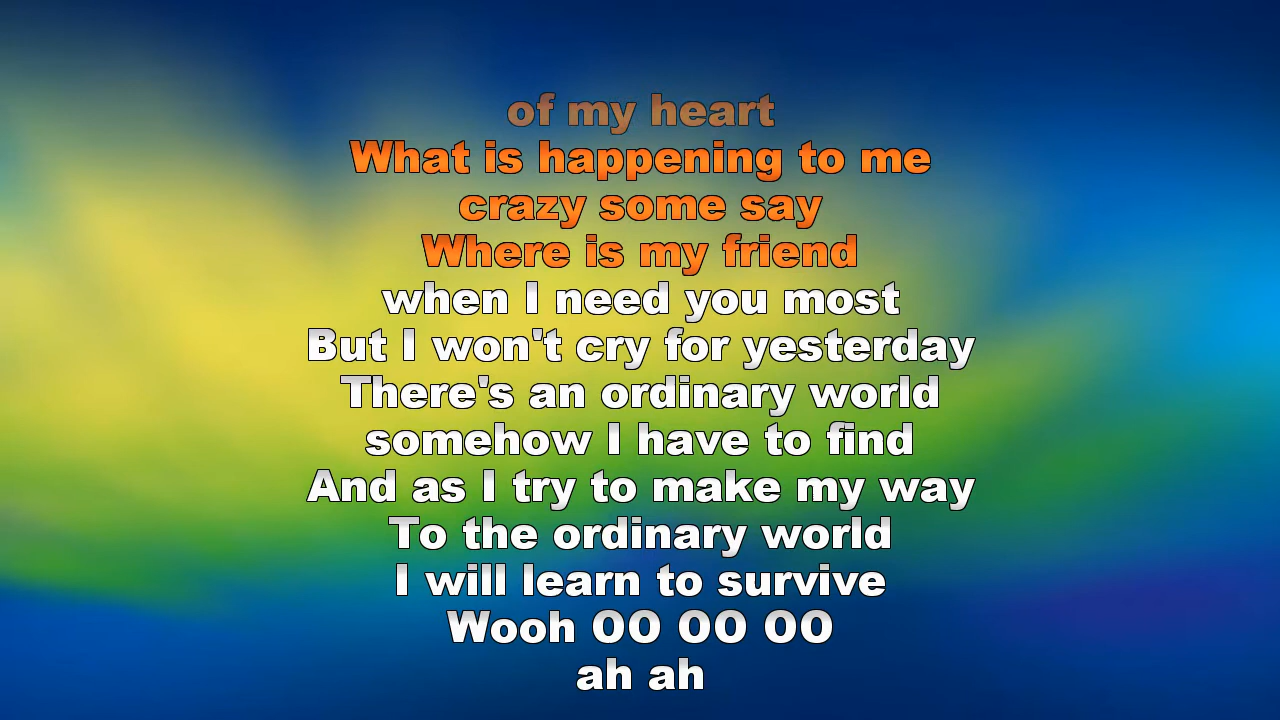 of my heart
What is happening to me
crazy some say
Where is my friend
when I need you most
But I won't cry for yesterday
There's an ordinary world
somehow I have to find
And as I try to make my way
To the ordinary world
I will learn to survive
Wooh OO OO OO
ah ah